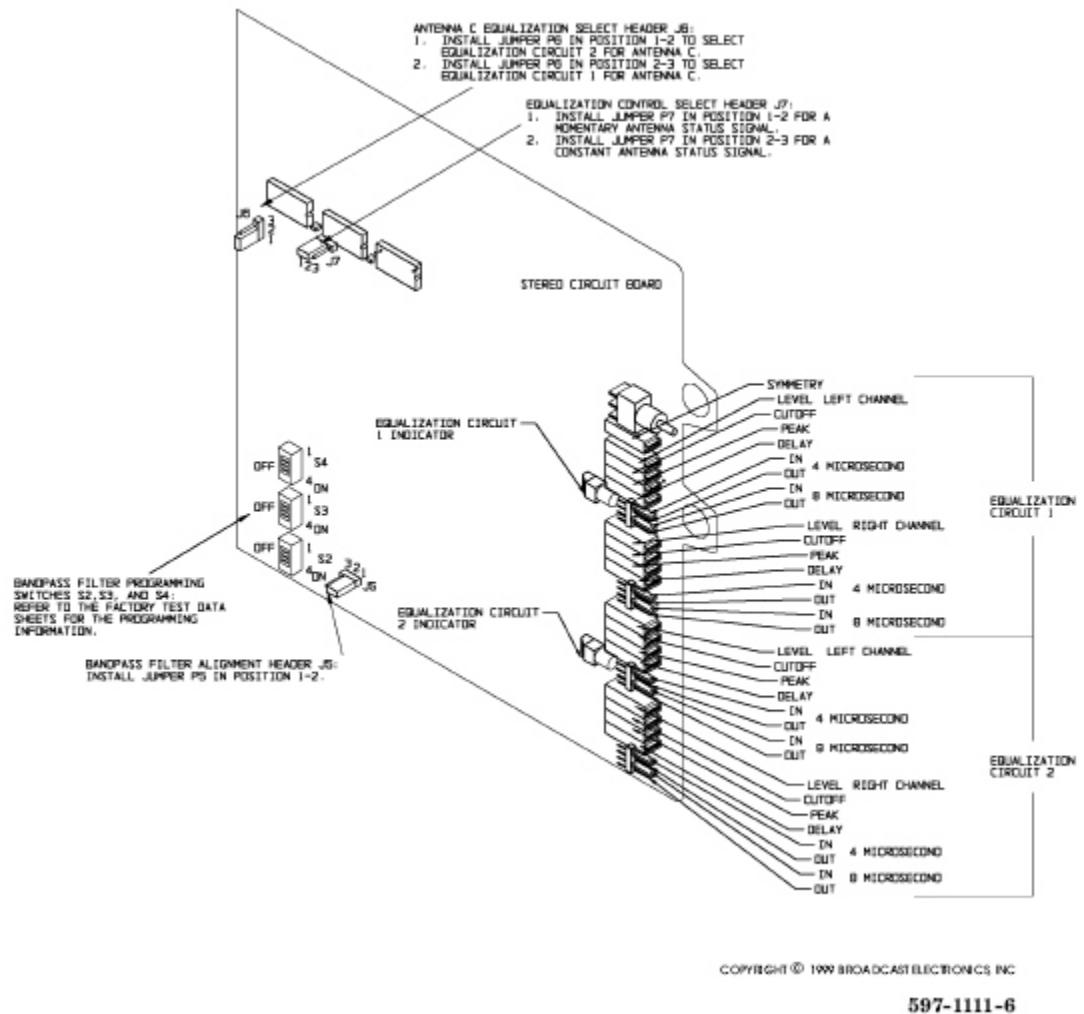 ANTENNA C EQUALIZATION SELECT HEADER J6:
1. INSTALL JUMPER P6 IN POSITION 1-2 TO SELECT
EQUALIZATION CIRCUIT 2 FOR ANTENNA C.
2. INSTALL JUMPER P6 IN POSITION 2-3 TO SELECT
EQUALIZATION CIRCUIT 1 FOR ANTENNA C.
EQUALIZATION CONTROL SELECT HEADER J7:
1. INSTALL JUMPER P7 IN POSITION 1-2 FOR A
MOMENTARY ANTENNA STATUS SIGNAL.
2. INSTALL JUMPER P7 IN POSITION 2-3 FOR A
CONSTANT ANTENNA STATUS SIGNAL.
J6
3
2
1
1 2 3 J7
STEREO CIRCUIT BOARD
SYMMETRY
LEVEL LEFT CHANNEL
CUTOFF
PEAK
DELAY
IN
OUT 4 MICROSECOND
IN
OUT 8 MICROSECOND
LEVEL RIGHT CHANNEL
CUTOFF
PEAK
DELAY
IN
OUT 4 MICROSECOND
IN
OUT 8 MICROSECOND
EQUALIZATION
CIRCUIT 1
LEVEL LEFT CHANNEL
CUTOFF
PEAK
DELAY
IN
OUT 4 MICROSECOND
IN
OUT 8 MICROSECOND
LEVEL RIGHT CHANNEL
CUTOFF
PEAK
DELAY
IN
OUT 4 MICROSECOND
IN
OUT 8 MICROSECOND
EQUALIZATION
CIRCUIT 2
EQUALIZATION CIRCUIT
1 INDICATOR
EQUALIZATION CIRCUIT
2 INDICATOR
OFF 1 S4
4 ON
OFF 1 S3
4 ON
OFF 1 S2
4 ON
3 2 1 J5
BANDPASS FILTER PROGRAMMING
SWITCHES S2,S3, AND S4:
REFER TO THE FACTORY TEST DATA
SHEETS FOR THE PROGRAMMING
INFORMATION.
BANDPASS FILTER ALIGNMENT HEADER J5:
INSTALL JUMPER P5 IN POSITION 1-2.
COPYRIGHT © 1999 BROADCAST ELECTRONICS, INC
597-1111-6